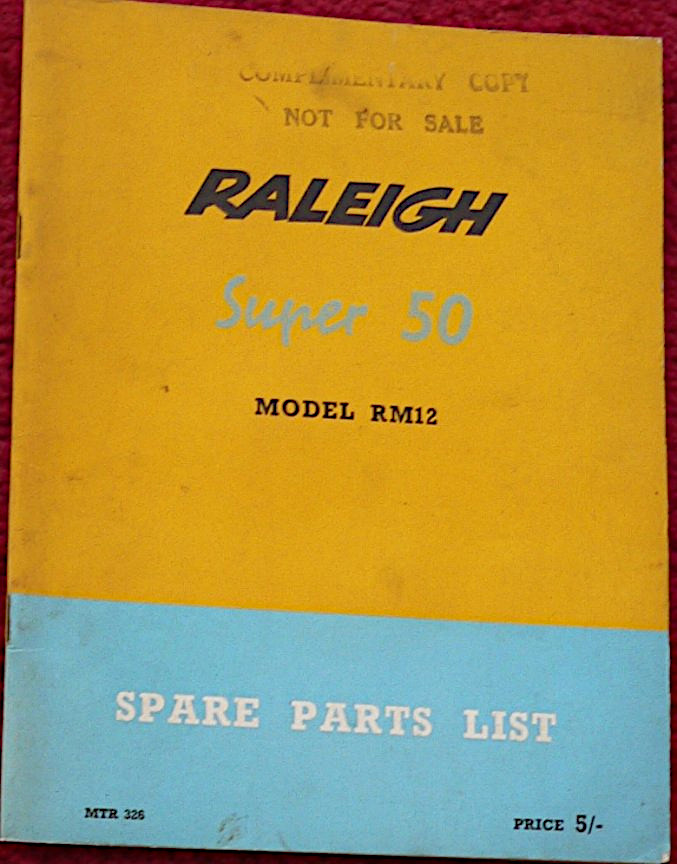 COMPLIMENTARY COPY
NOT FOR SALE
RALEIGH
Super 50
MODEL RM12
SPARE PARTS LIST
MTR 326
PRICE 5/-